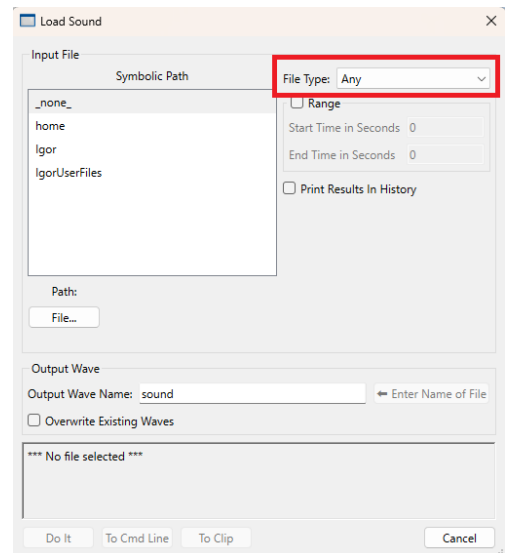 Load Sound
Input File
Symbolic Path
File Type: Any
_none_
home
Igor
IgorUserFiles
Range
Start Time in Seconds 0
End Time in Seconds 0
Print Results In History
Path:
File...
Output Wave
Output Wave Name: sound
⬅ Enter Name of File
Overwrite Existing Waves
*** No file selected ***
Do It To Cmd Line To Clip Cancel